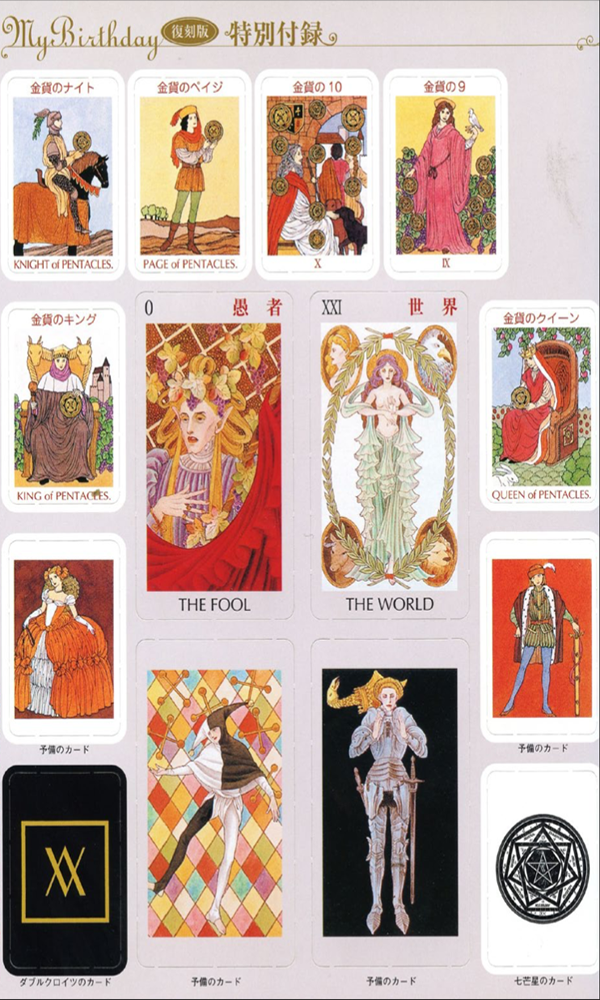 My Birthday 復刻版 特別付録
金貨のナイト
KNIGHT of PENTACLES.
金貨のペイジ
PAGE of PENTACLES.
金貨の10
X
金貨の9
IX
金貨のキング
KING of PENTACLES.
0 愚者
THE FOOL
XXI 世界
THE WORLD
金貨のクイーン
QUEEN of PENTACLES.
予備のカード
予備のカード
ダブルクロイツのカード
予備のカード
予備のカード
七芒星のカード